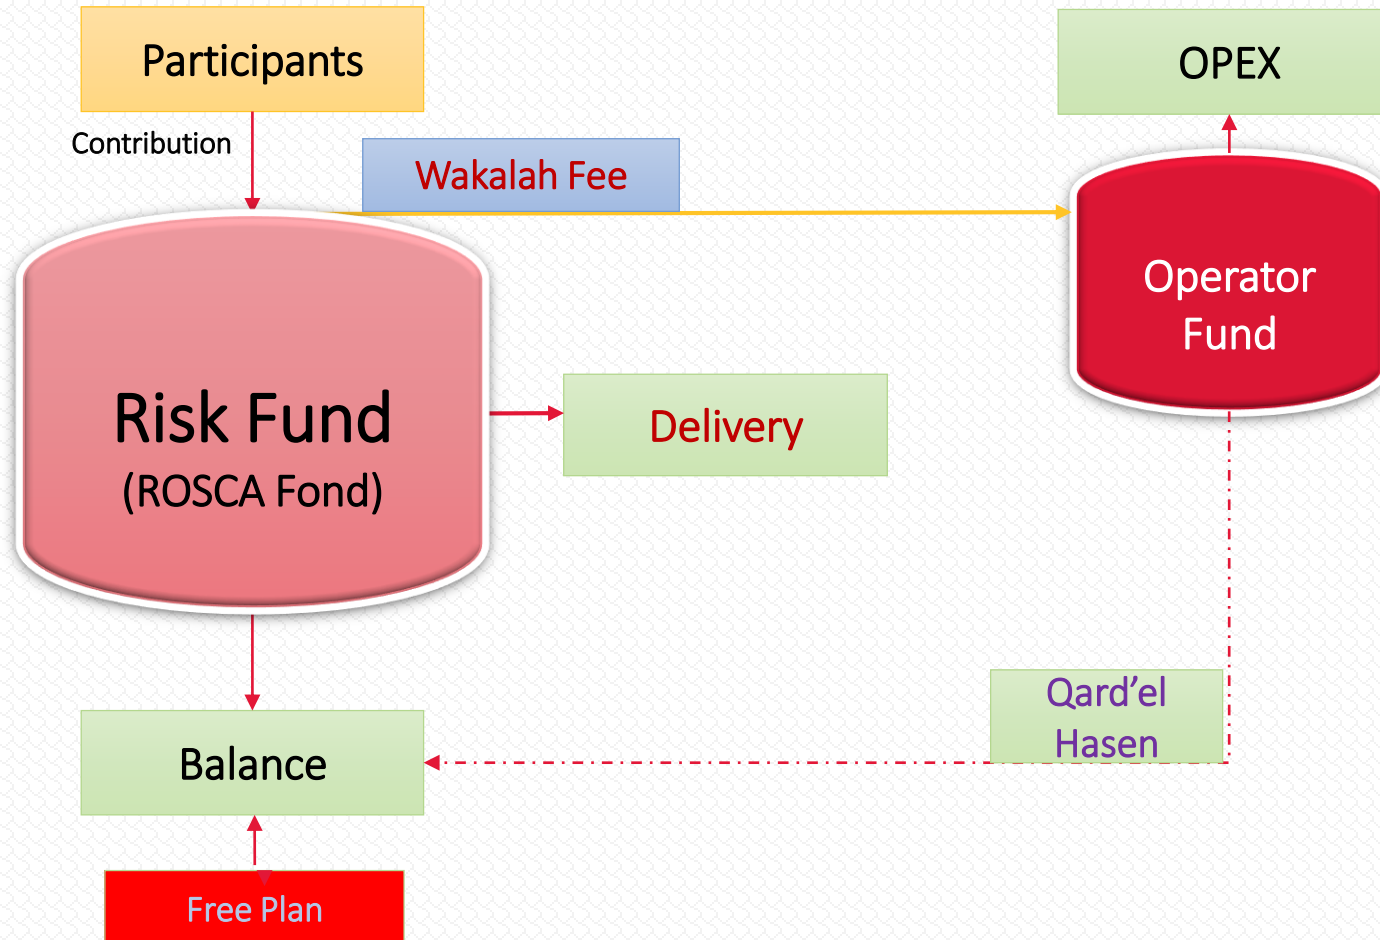 Participants
OPEX
Contribution
Wakalah Fee
Operator
Fund
Risk Fund
(ROSCA Fond)
Delivery
Qard’el
Hasen
Balance
Free Plan